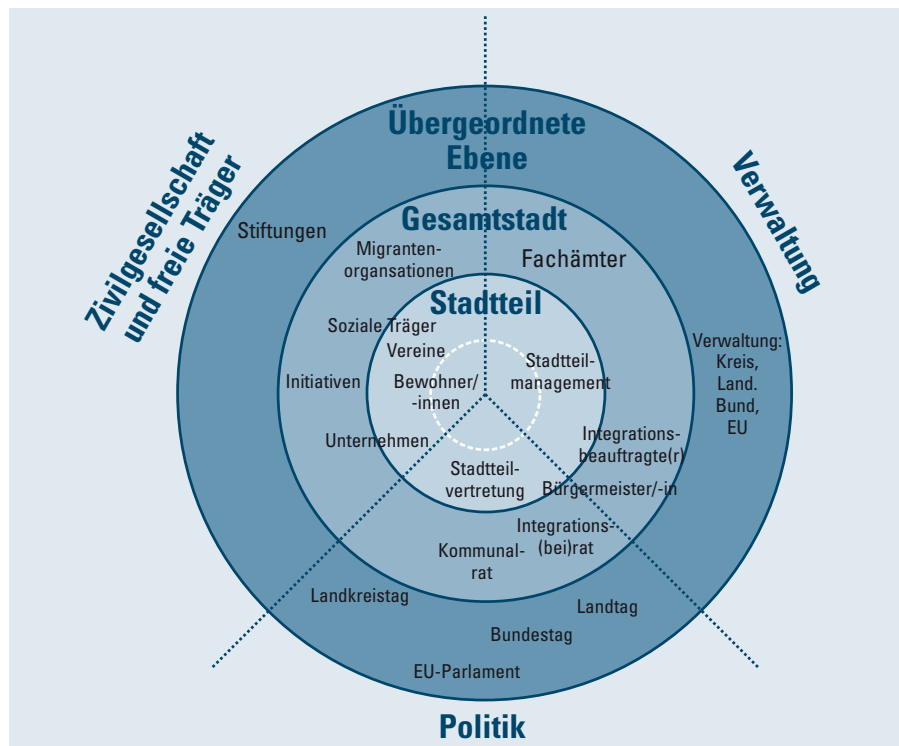 Übergeordnete
Ebene
Zivilgesellschaft
und freie Träger
Verwaltung
Gesamtstadt
Stiftungen
Migranten-
organsationen
Fachämter
Stadtteil
Soziale Träger
Vereine
Verwaltung:
Kreis,
Land.
Bund,
EU
Stadtteil-
management
Initiativen
Bewohner/
-innen
Unternehmen
Integrations-
beauftragte(r)
Stadtteil-
vertretung
Bürgermeister/-in
Integrations-
(bei)rat
Kommunal-
rat
Landkreistag
Landtag
Bundestag
EU-Parlament
Politik